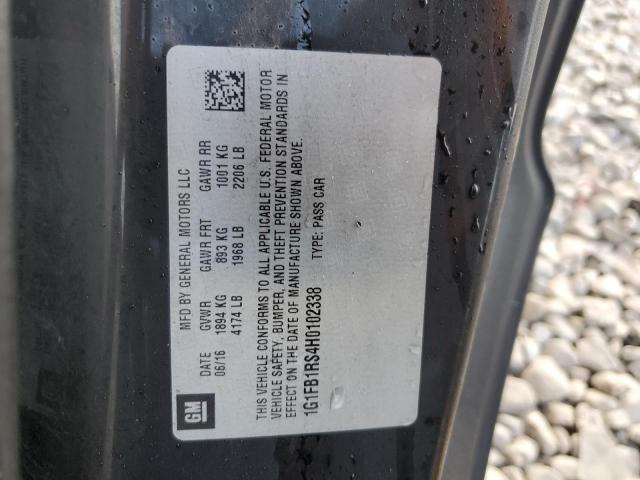 GM
MFD BY GENERAL MOTORS LLC
DATE GVWR GAWR FRT GAWR RR
06/16 1894 KG 893 KG 1001 KG
4174 LB 1968 LB 2206 LB
THIS VEHICLE CONFORMS TO ALL APPLICABLE U.S. FEDERAL MOTOR
VEHICLE SAFETY, BUMPER, AND THEFT PREVENTION STANDARDS IN
EFFECT ON THE DATE OF MANUFACTURE SHOWN ABOVE.
1G1FB1RS4H0102338 TYPE: PASS CAR